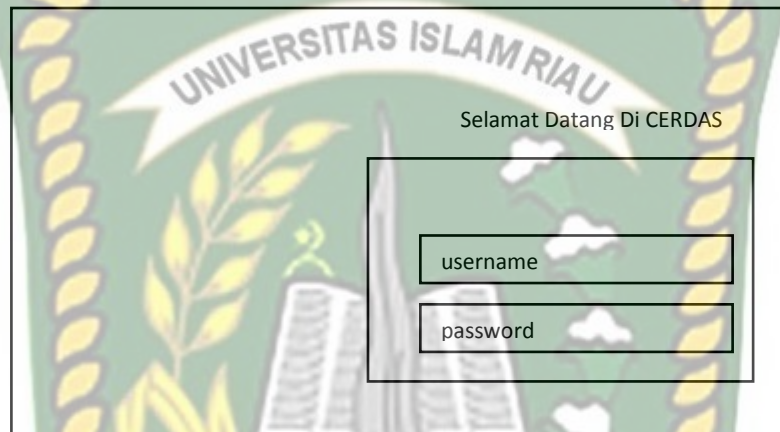 UNIVERSITAS ISLAM RIAU
Selamat Datang Di CERDAS
username
password